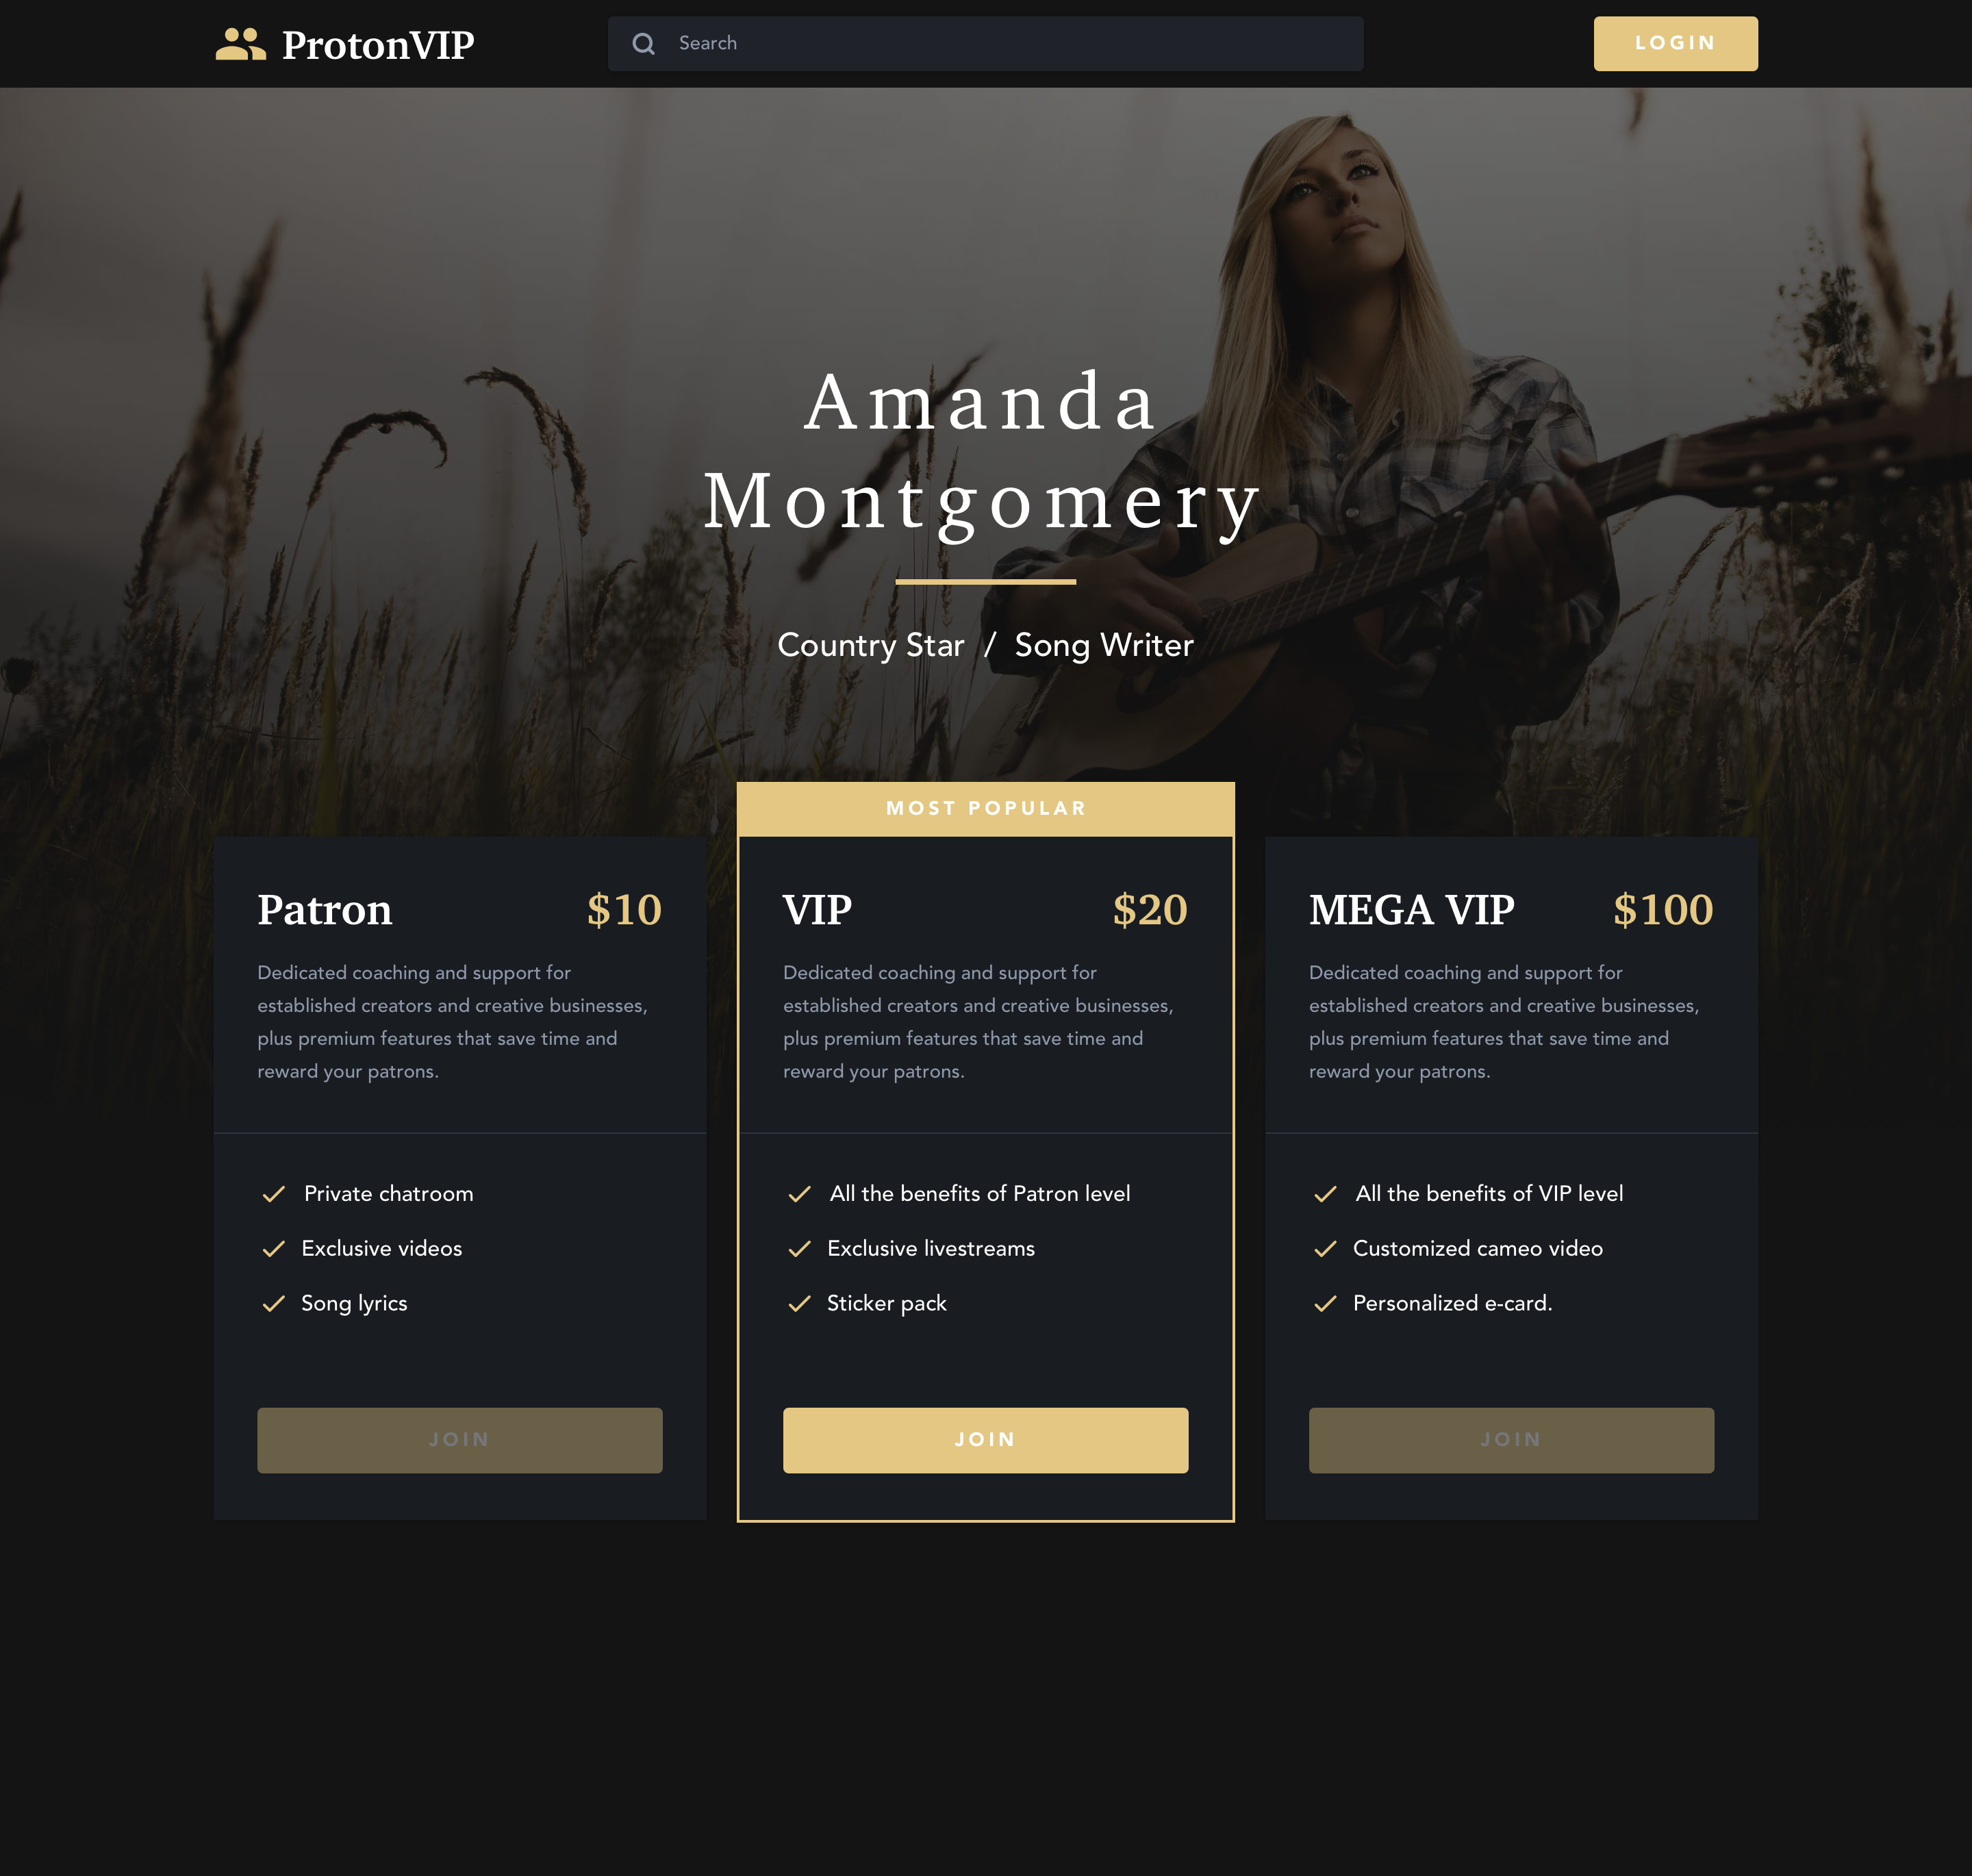 ProtonVIP
Search
LOGIN
Amanda
Montgomery
Country Star / Song Writer
MOST POPULAR
Patron $10
Dedicated coaching and support for
established creators and creative businesses,
plus premium features that save time and
reward your patrons.
Private chatroom
Exclusive videos
Song lyrics
JOIN
VIP $20
Dedicated coaching and support for
established creators and creative businesses,
plus premium features that save time and
reward your patrons.
All the benefits of Patron level
Exclusive livestreams
Sticker pack
JOIN
MEGA VIP $100
Dedicated coaching and support for
established creators and creative businesses,
plus premium features that save time and
reward your patrons.
All the benefits of VIP level
Customized cameo video
Personalized e-card.
JOIN